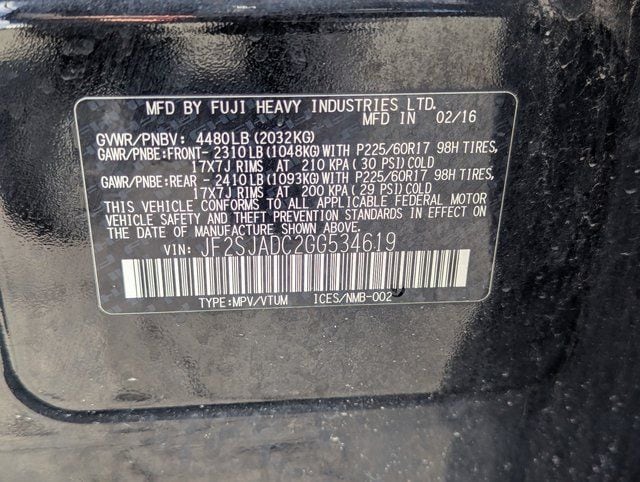 MFD BY FUJI HEAVY INDUSTRIES LTD.
MFD IN 02/16
GVWR/PNBV: 4480LB(2032KG)
GAWR/PNBE:FRONT-2310LB(1048KG)WITH P225/60R17 98H TIRES,
17X7J RIMS AT 210 KPA(30 PSI)COLD
GAWR/PNBE:REAR -2410LB(1093KG)WITH P225/60R17 98H TIRES,
17X7J RIMS AT 200 KPA(29 PSI)COLD
THIS VEHICLE CONFORMS TO ALL APPLICABLE FEDERAL MOTOR
VEHICLE SAFETY AND THEFT PREVENTION STANDARDS IN EFFECT ON
THE DATE OF MANUFACTURE SHOWN ABOVE.
VIN: JF2SJADC2GG534619
TYPE:MPV/VTUM ICES/NMB-002